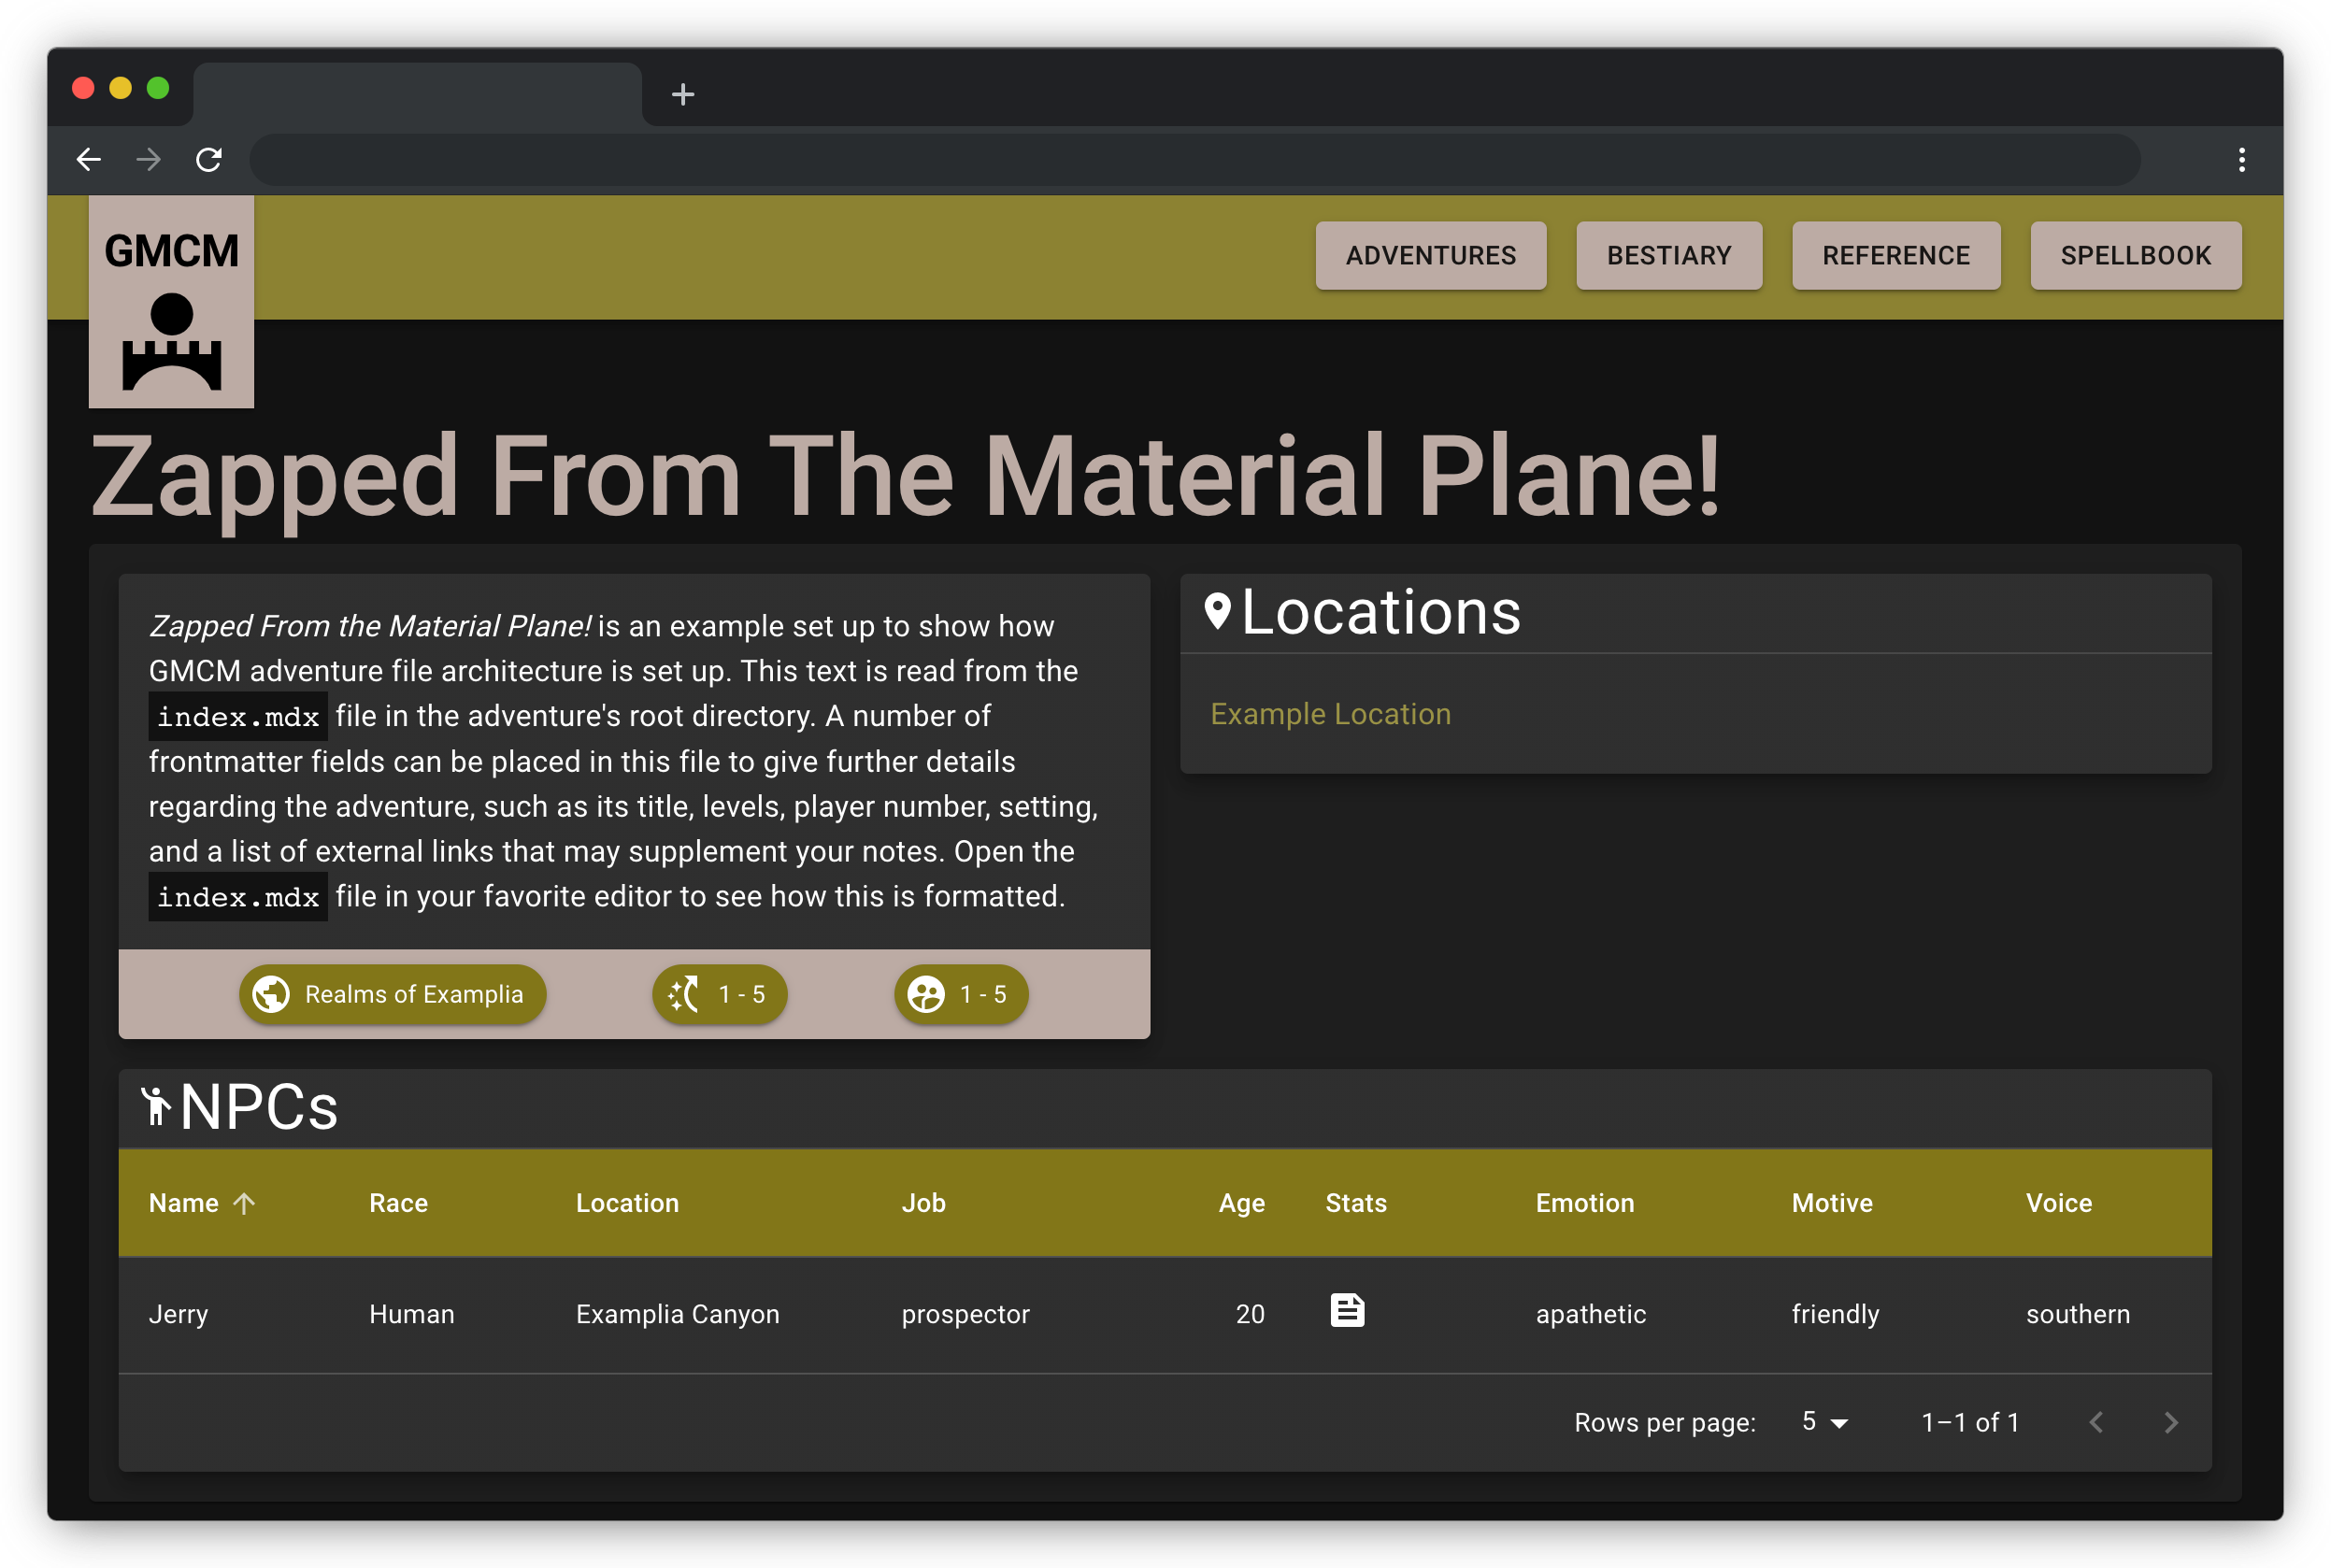 GMCM
ADVENTURES
BESTIARY
REFERENCE
SPELLBOOK
Zapped From The Material Plane!
Zapped From the Material Plane! is an example set up to show how
GMCM adventure file architecture is set up. This text is read from the
index.mdx file in the adventure's root directory. A number of
frontmatter fields can be placed in this file to give further details
regarding the adventure, such as its title, levels, player number, setting,
and a list of external links that may supplement your notes. Open the
index.mdx file in your favorite editor to see how this is formatted.
Realms of Examplia
1 - 5
1 - 5
Locations
Example Location
NPCs
Name Race Location Job Age Stats Emotion Motive Voice
Jerry Human Examplia Canyon prospector 20 apathetic friendly southern
Rows per page: 5 1–1 of 1